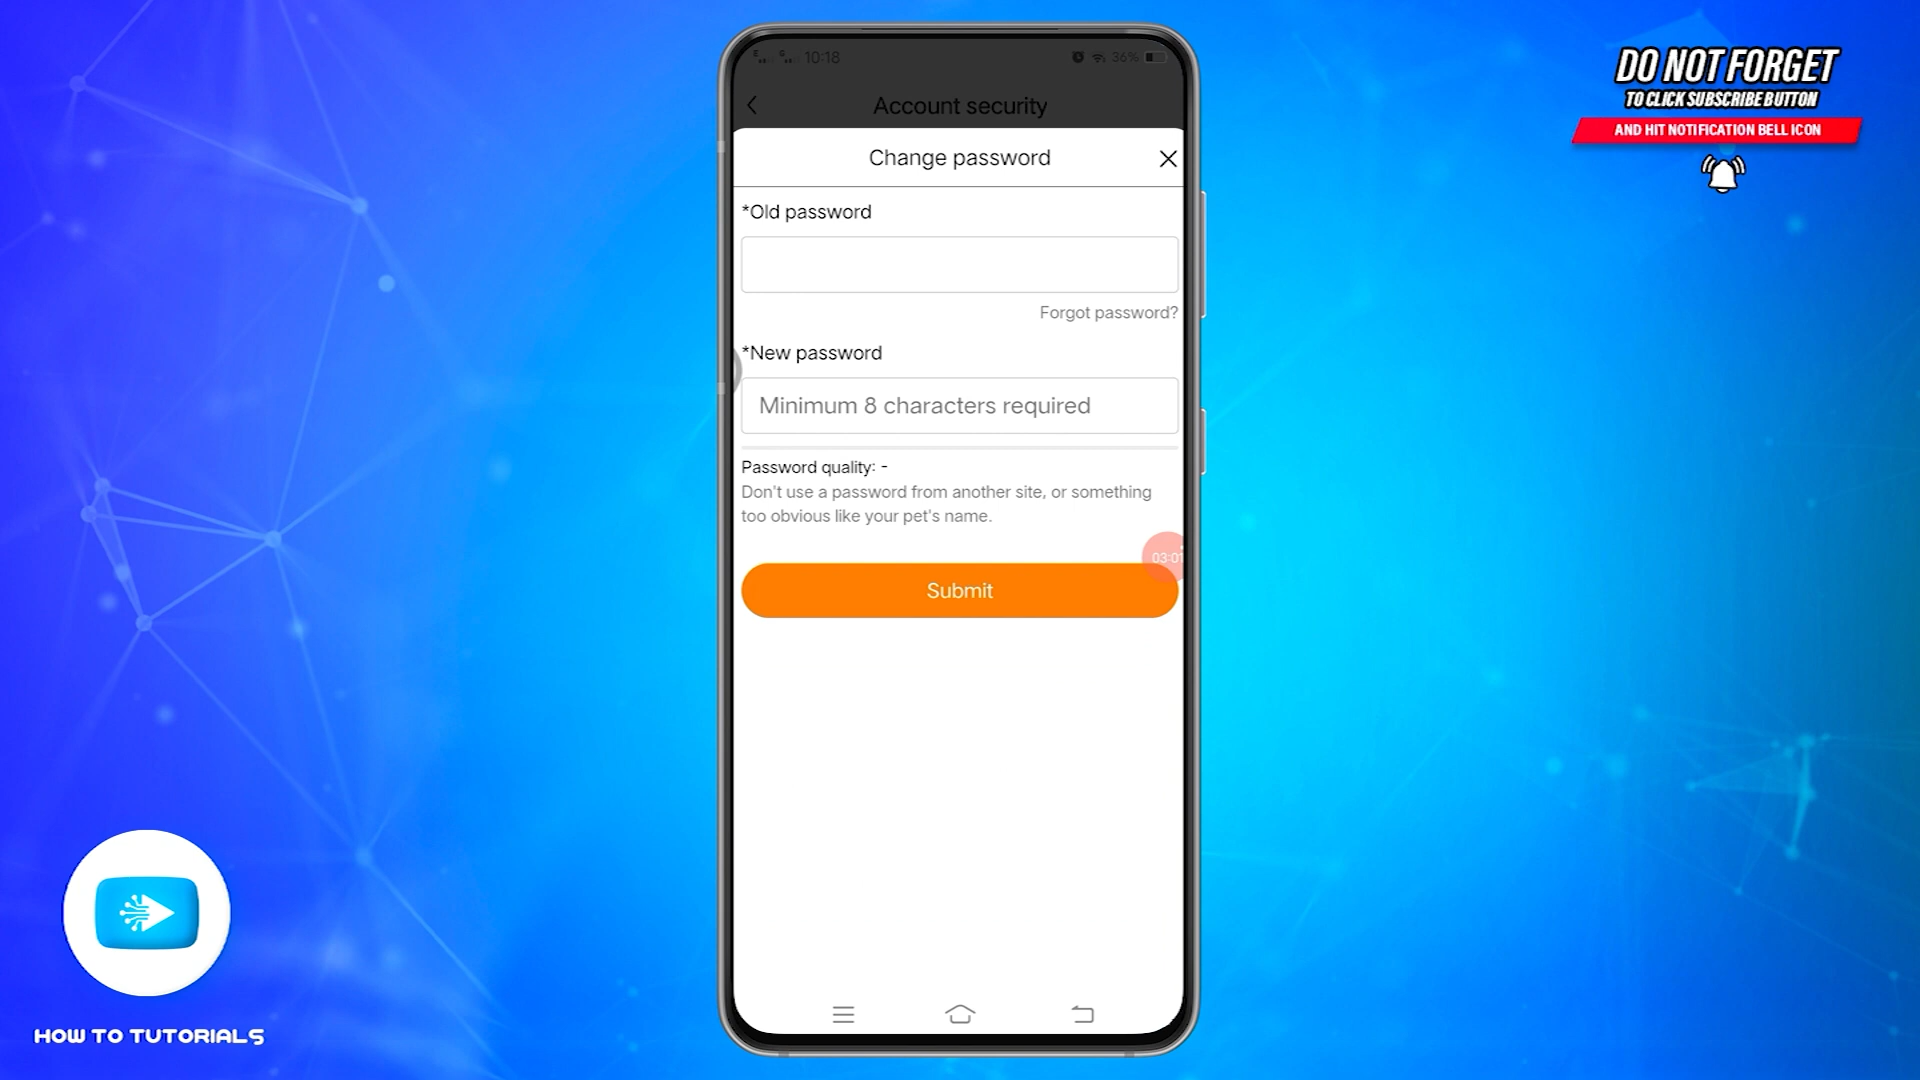 10:18
36%
Account security
Change password
*Old password
Forgot password?
*New password
Minimum 8 characters required
Password quality: -
Don't use a password from another site, or something
too obvious like your pet's name.
03:01
Submit
DO NOT FORGET
TO CLICK SUBSCRIBE BUTTON
AND HIT NOTIFICATION BELL ICON
HOW TO TUTORIALS